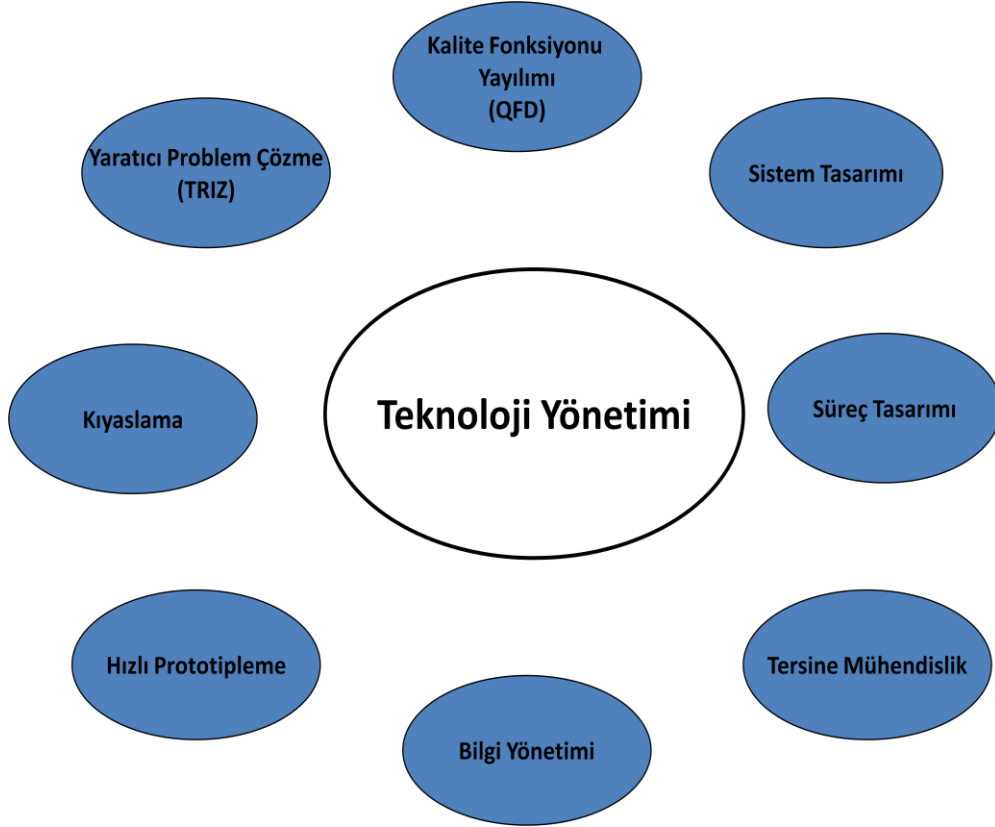 Kalite Fonksiyonu
Yayılımı
(QFD)
Yaratıcı Problem Çözme
(TRIZ)
Sistem Tasarımı
Kıyaslama
Teknoloji Yönetimi
Süreç Tasarımı
Hızlı Prototipleme
Tersine Mühendislik
Bilgi Yönetimi